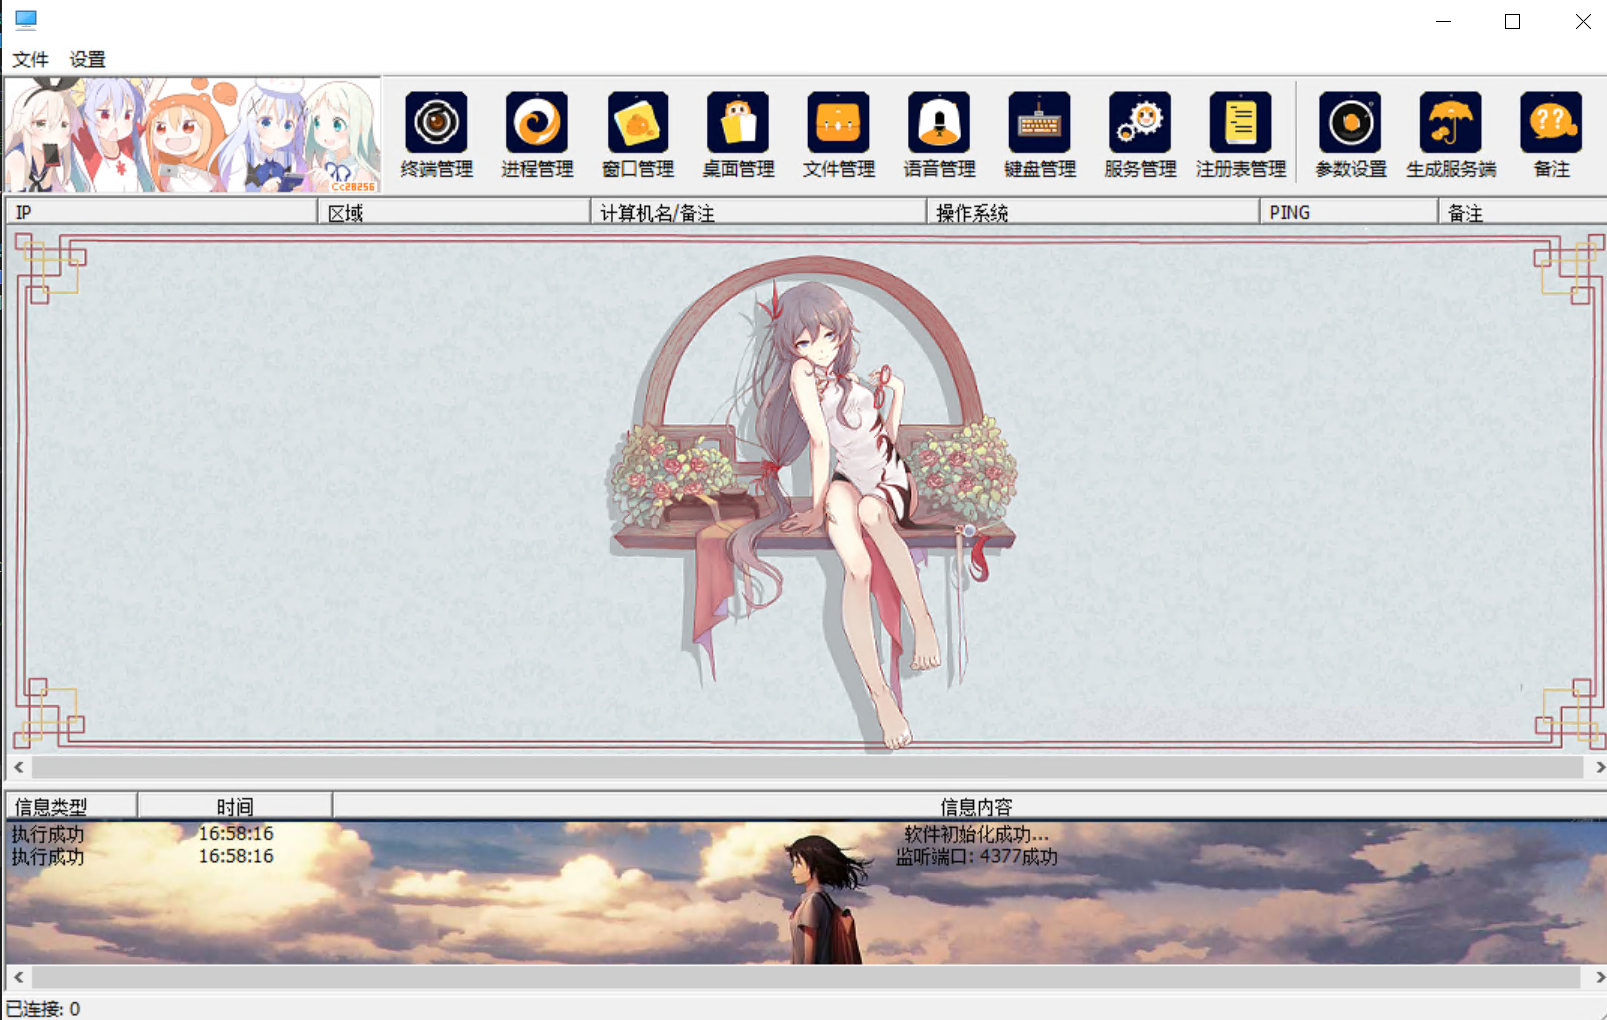 文件 设置
Cc28256
终端管理 进程管理 窗口管理 桌面管理 文件管理 语音管理 键盘管理 服务管理 注册表管理 参数设置 生成服务端 备注
IP 区域 计算机名/备注 操作系统 PING 备注
信息类型 时间 信息内容
执行成功 16:58:16 软件初始化成功...
执行成功 16:58:16 监听端口: 4377成功
已连接: 0